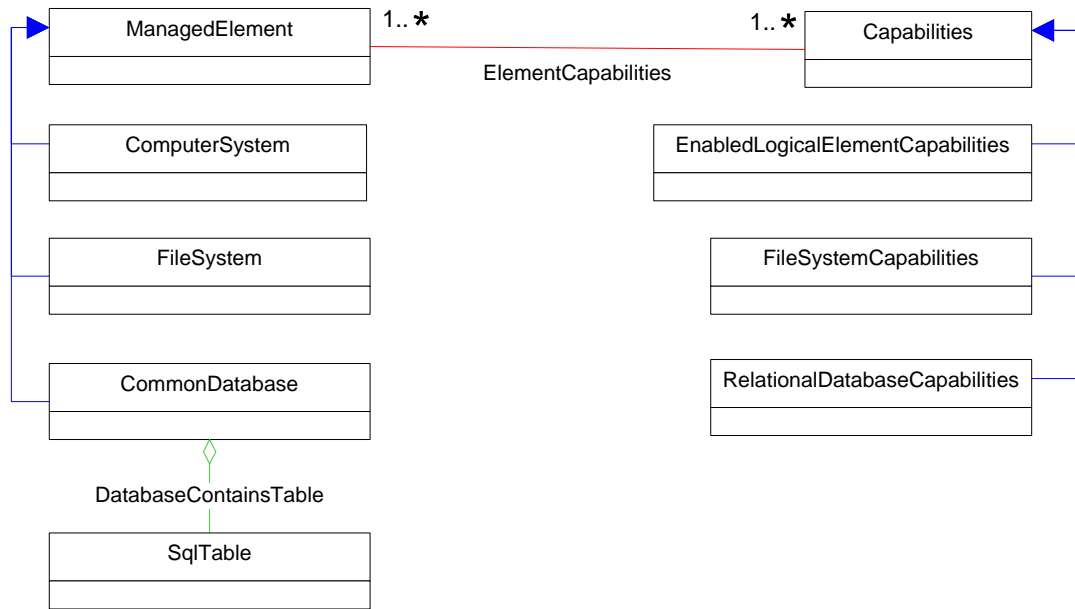 ManagedElement
1.. *
1.. *
Capabilities
ElementCapabilities
ComputerSystem
EnabledLogicalElementCapabilities
FileSystem
FileSystemCapabilities
CommonDatabase
RelationalDatabaseCapabilities
DatabaseContainsTable
SqlTable